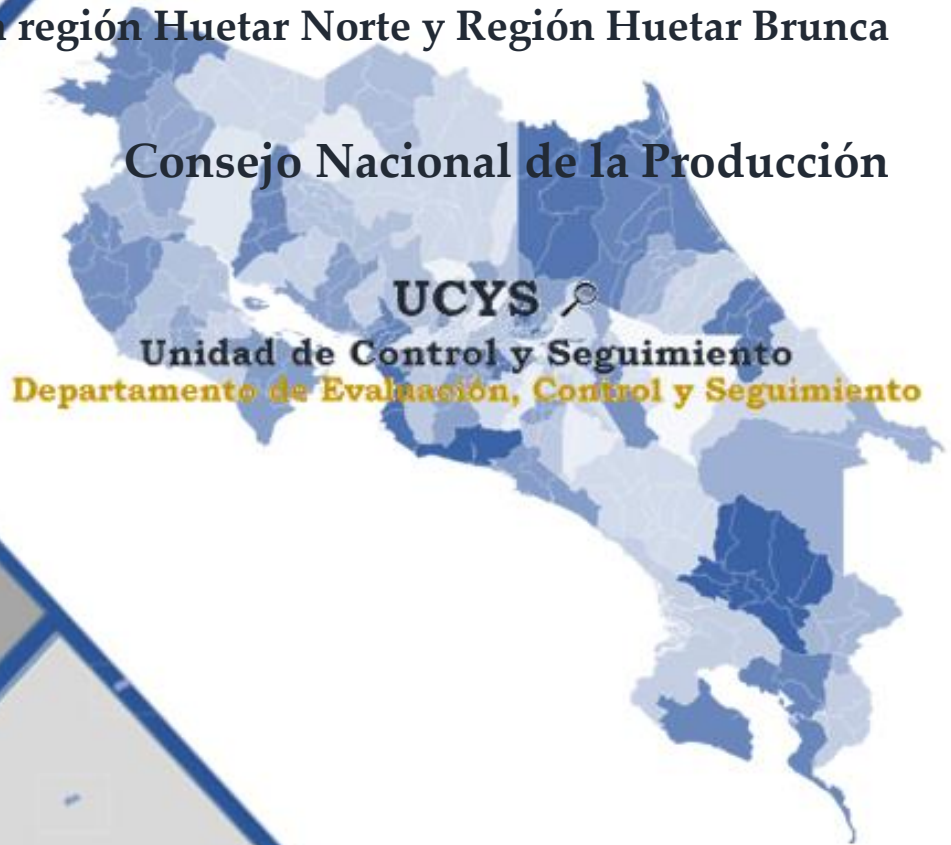 región Huetar Norte y Región Huetar Brunca
Consejo Nacional de la Producción
UCYS
Unidad de Control y Seguimiento
Departamento de Evaluación, Control y Seguimiento